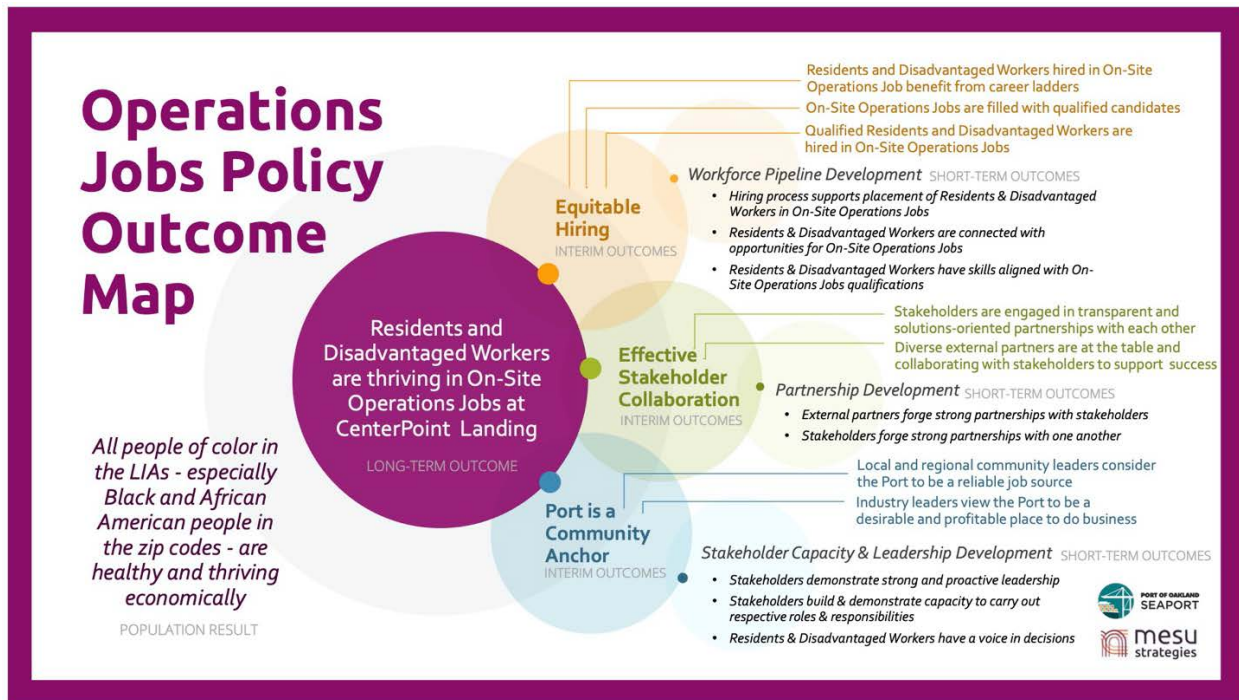 Operations
Jobs Policy
Outcome
Map
All people of color in
the LIAs - especially
Black and African
American people in
the zip codes - are
healthy and thriving
economically
POPULATION RESULT
Residents and
Disadvantaged Workers
are thriving in On-Site
Operations Jobs at
CenterPoint Landing
LONG-TERM OUTCOME
Equitable
Hiring
INTERIM OUTCOMES
Residents and Disadvantaged Workers hired in On-Site
Operations Job benefit from career ladders
On-Site Operations Jobs are filled with qualified candidates
Qualified Residents and Disadvantaged Workers are
hired in On-Site Operations Jobs
Workforce Pipeline Development SHORT-TERM OUTCOMES
• Hiring process supports placement of Residents & Disadvantaged
Workers in On-Site Operations Jobs
• Residents & Disadvantaged Workers are connected with
opportunities for On-Site Operations Jobs
• Residents & Disadvantaged Workers have skills aligned with On-
Site Operations Jobs qualifications
Effective
Stakeholder
Collaboration
INTERIM OUTCOMES
Stakeholders are engaged in transparent and
solutions-oriented partnerships with each other
Diverse external partners are at the table and
collaborating with stakeholders to support success
Partnership Development SHORT-TERM OUTCOMES
• External partners forge strong partnerships with stakeholders
• Stakeholders forge strong partnerships with one another
Port is a
Community
Anchor
INTERIM OUTCOMES
Local and regional community leaders consider
the Port to be a reliable job source
Industry leaders view the Port to be a
desirable and profitable place to do business
Stakeholder Capacity & Leadership Development SHORT-TERM OUTCOMES
• Stakeholders demonstrate strong and proactive leadership
• Stakeholders build & demonstrate capacity to carry out
respective roles & responsibilities
• Residents & Disadvantaged Workers have a voice in decisions
PORT OF OAKLAND
SEAPORT
mesu
strategies